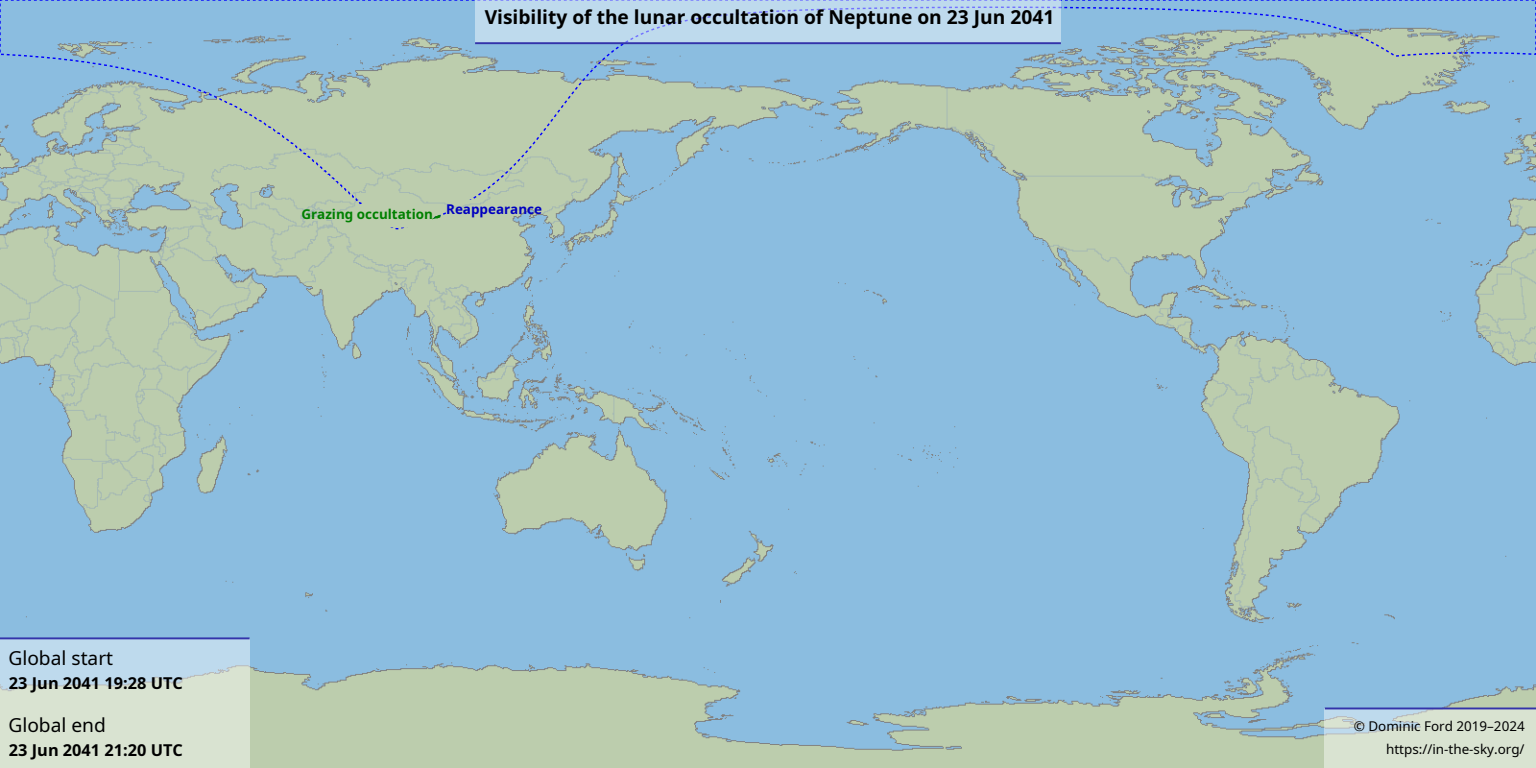 Visibility of the lunar occultation of Neptune on 23 Jun 2041
Grazing occultation
Reappearance
Global start
23 Jun 2041 19:28 UTC
Global end
23 Jun 2041 21:20 UTC
© Dominic Ford 2019–2024
https://in-the-sky.org/